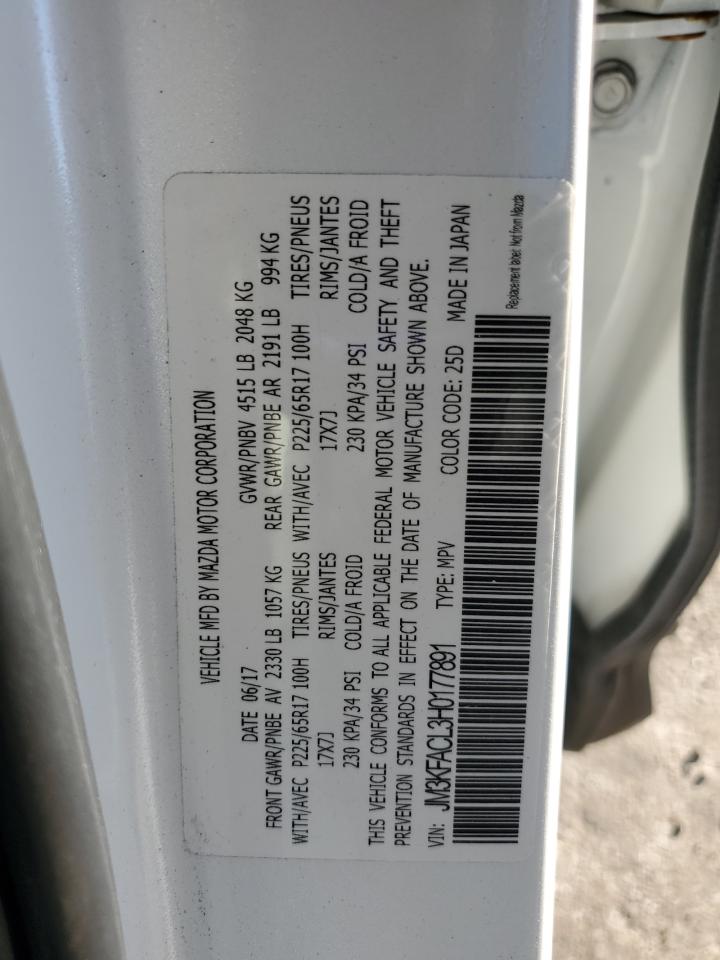 VEHICLE MFD BY MAZDA MOTOR CORPORATION
DATE 06/17 GVWR/PNBV 4515 LB 2048 KG
FRONT GAWR/PNBE AV 2330 LB 1057 KG REAR GAWR/PNBE AR 2191 LB 994 KG
WITH/AVEC P225/65R17 100H TIRES/PNEUS WITH/AVEC P225/65R17 100H TIRES/PNEUS
17X7J RIMS/JANTES 17X7J RIMS/JANTES
230 KPA/34 PSI COLD/A FROID 230 KPA/34 PSI COLD/A FROID
THIS VEHICLE CONFORMS TO ALL APPLICABLE FEDERAL MOTOR VEHICLE SAFETY AND THEFT
PREVENTION STANDARDS IN EFFECT ON THE DATE OF MANUFACTURE SHOWN ABOVE.
VIN: JM3KFACL3H0177891 TYPE: MPV COLOR CODE: 25D MADE IN JAPAN
Replacement label: Not from Mazda